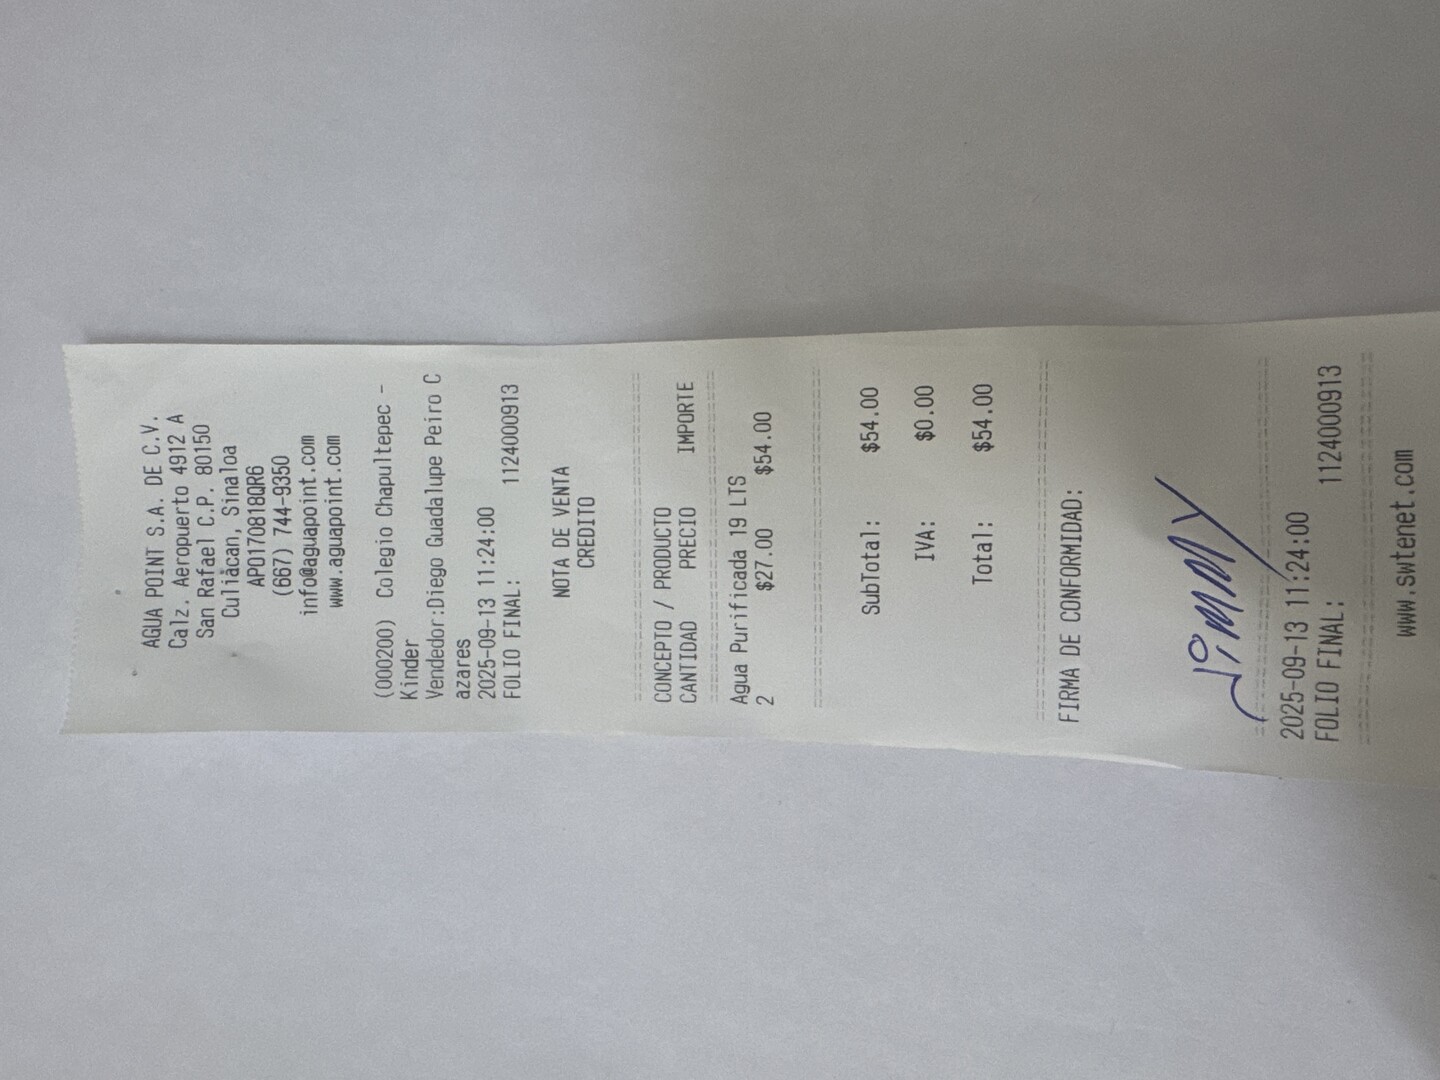 AGUA POINT S.A. DE C.V.
Calz. Aeropuerto 4912 A
San Rafael C.P. 80150
Culiácan, Sinaloa
APO170818QR6
(667) 744-9350
info@aguapoint.com
www.aguapoint.com
(000200) Colegio Chapultepec -
Kinder
Vendedor:Diego Guadalupe Peiro C
azares
2025-09-13 11:24:00
FOLIO FINAL: 1124000913
NOTA DE VENTA
CREDITO
CONCEPTO / PRODUCTO
CANTIDAD PRECIO IMPORTE
Agua Purificada 19 LTS
2 $27.00 $54.00
SubTotal: $54.00
IVA: $0.00
Total: $54.00
FIRMA DE CONFORMIDAD:
Jimmy
2025-09-13 11:24:00
FOLIO FINAL: 1124000913
www.swtenet.com